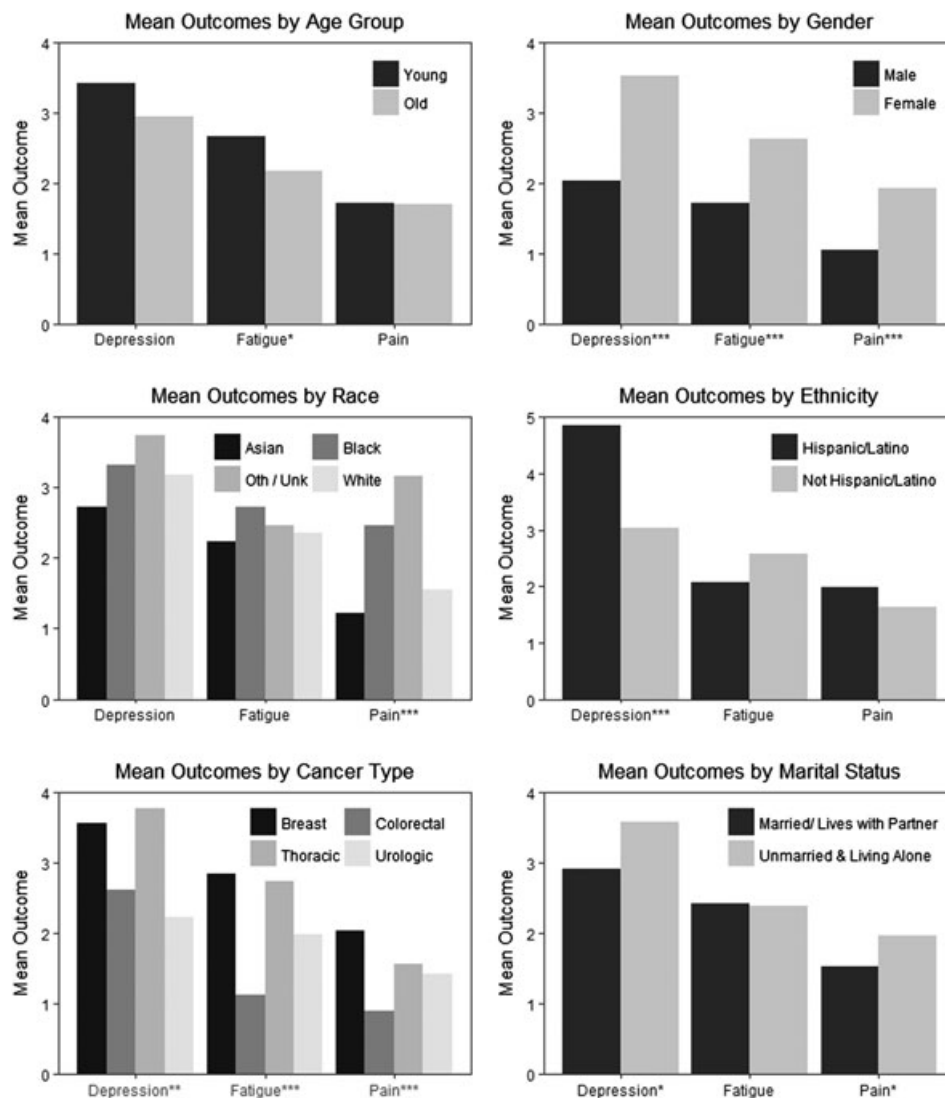 Mean Outcomes by Age Group
Mean Outcome
4
3
2
1
0
Young
Old
Depression Fatigue* Pain
Mean Outcomes by Gender
Mean Outcome
4
3
2
1
0
Male
Female
Depression*** Fatigue*** Pain***
Mean Outcomes by Race
Mean Outcome
4
3
2
1
0
Asian Black
Oth / Unk White
Depression Fatigue Pain***
Mean Outcomes by Ethnicity
Mean Outcome
5
4
3
2
1
0
Hispanic/Latino
Not Hispanic/Latino
Depression*** Fatigue Pain
Mean Outcomes by Cancer Type
Mean Outcome
4
3
2
1
0
Breast Colorectal
Thoracic Urologic
Depression** Fatigue*** Pain***
Mean Outcomes by Marital Status
Mean Outcome
4
3
2
1
0
Married/ Lives with Partner
Unmarried & Living Alone
Depression* Fatigue Pain*